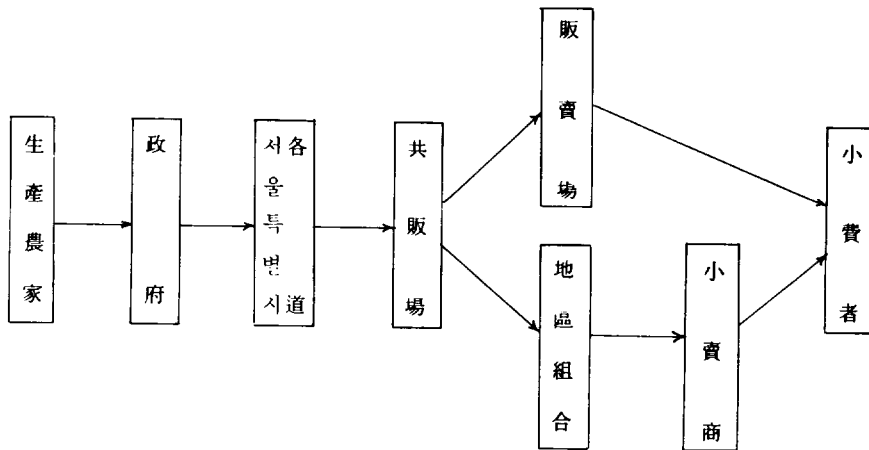 生產農家
政府
各道
서울특별시
共販場
販賣場
地區組合
小賣商
小費者